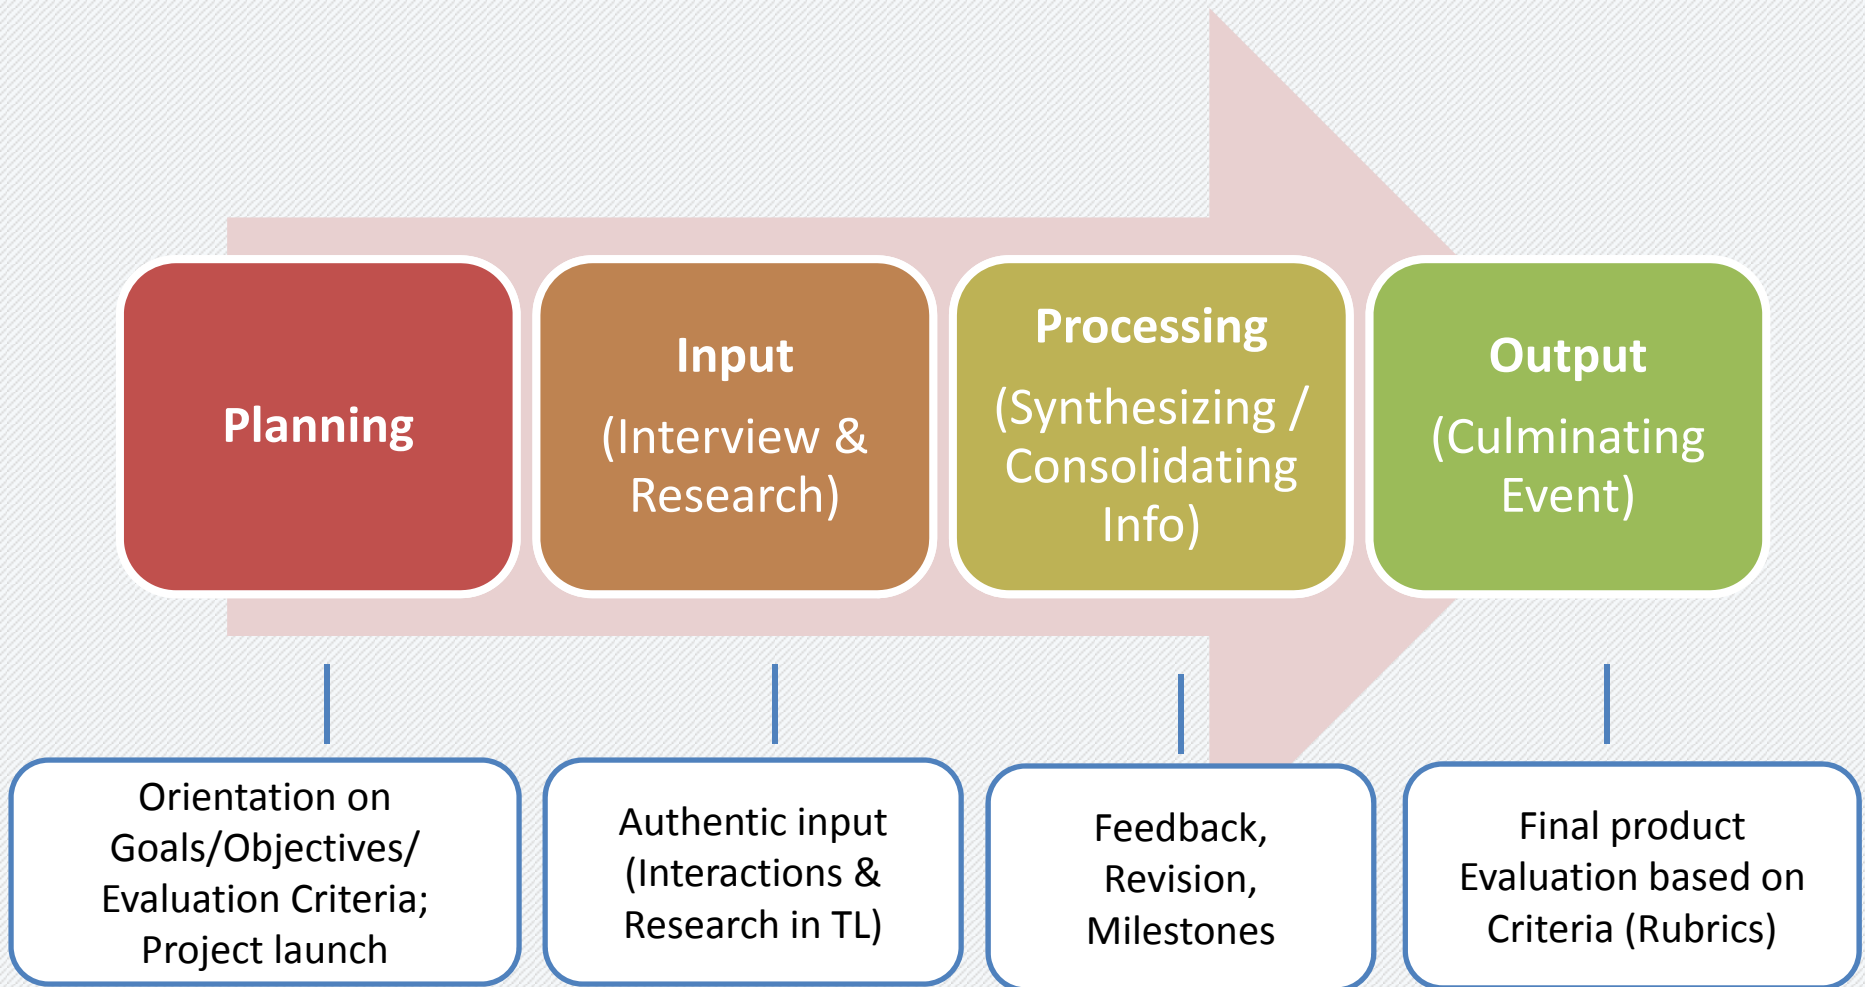 Planning
Input
(Interview &
Research)
Processing
(Synthesizing /
Consolidating
Info)
Output
(Culminating
Event)
Orientation on
Goals/Objectives/
Evaluation Criteria;
Project launch
Authentic input
(Interactions &
Research in TL)
Feedback,
Revision,
Milestones
Final product
Evaluation based on
Criteria (Rubrics)